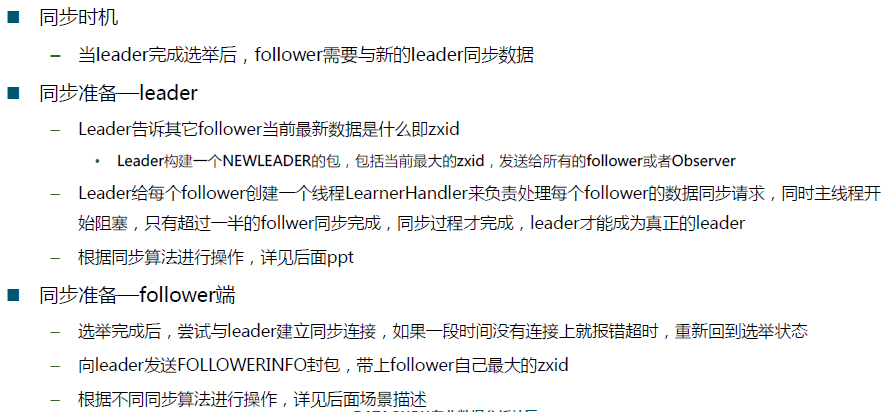 ■ 同步时机
– 当leader完成选举后，follower需要与新的leader同步数据
■ 同步准备—leader
– Leader告诉其它follower当前最新数据是什么即zxid
• Leader构建一个NEWLEADER的包，包括当前最大的zxid，发送给所有的follower或者Observer
– Leader给每个follower创建一个线程LearnerHandler来负责处理每个follower的数据同步请求，同时主线程开
始阻塞，只有超过一半的follwer同步完成，同步过程才完成，leader才能成为真正的leader
– 根据同步算法进行操作，详见后面ppt
■ 同步准备—follower端
– 选举完成后，尝试与leader建立同步连接，如果一段时间没有连接上就报错超时，重新回到选举状态
– 向leader发送FOLLOWERINFO封包，带上follower自己最大的zxid
– 根据不同同步算法进行操作，详见后面场景描述